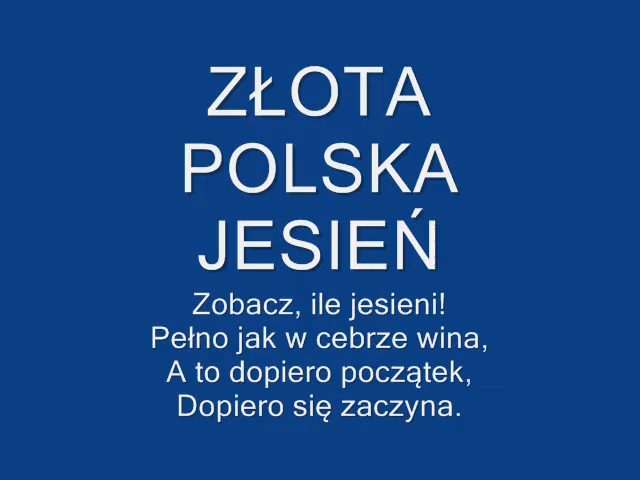 ZŁOTA
POLSKA
JESIEŃ
Zobacz, ile jesieni!
Pełno jak w cebrze wina,
A to dopiero początek,
Dopiero się zaczyna.